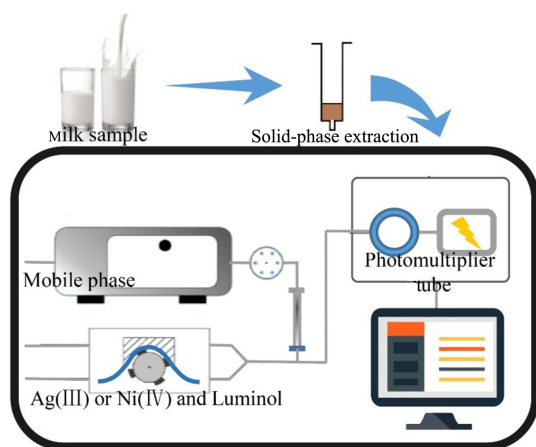 Milk sample
Solid-phase extraction
Mobile phase
Photomultiplier
tube
Ag(III) or Ni(IV) and Luminol